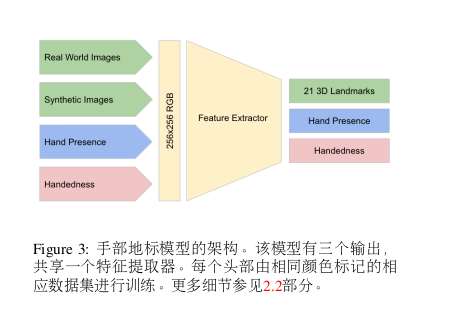 Real World Images
Synthetic Images
Hand Presence
Handedness
256x256 RGB
Feature Extractor
21 3D Landmarks
Hand Presence
Handedness
Figure 3: 手部地标模型的架构。该模型有三个输出，
共享一个特征提取器。每个头部由相同颜色标记的相
应数据集进行训练。更多细节参见2.2部分。